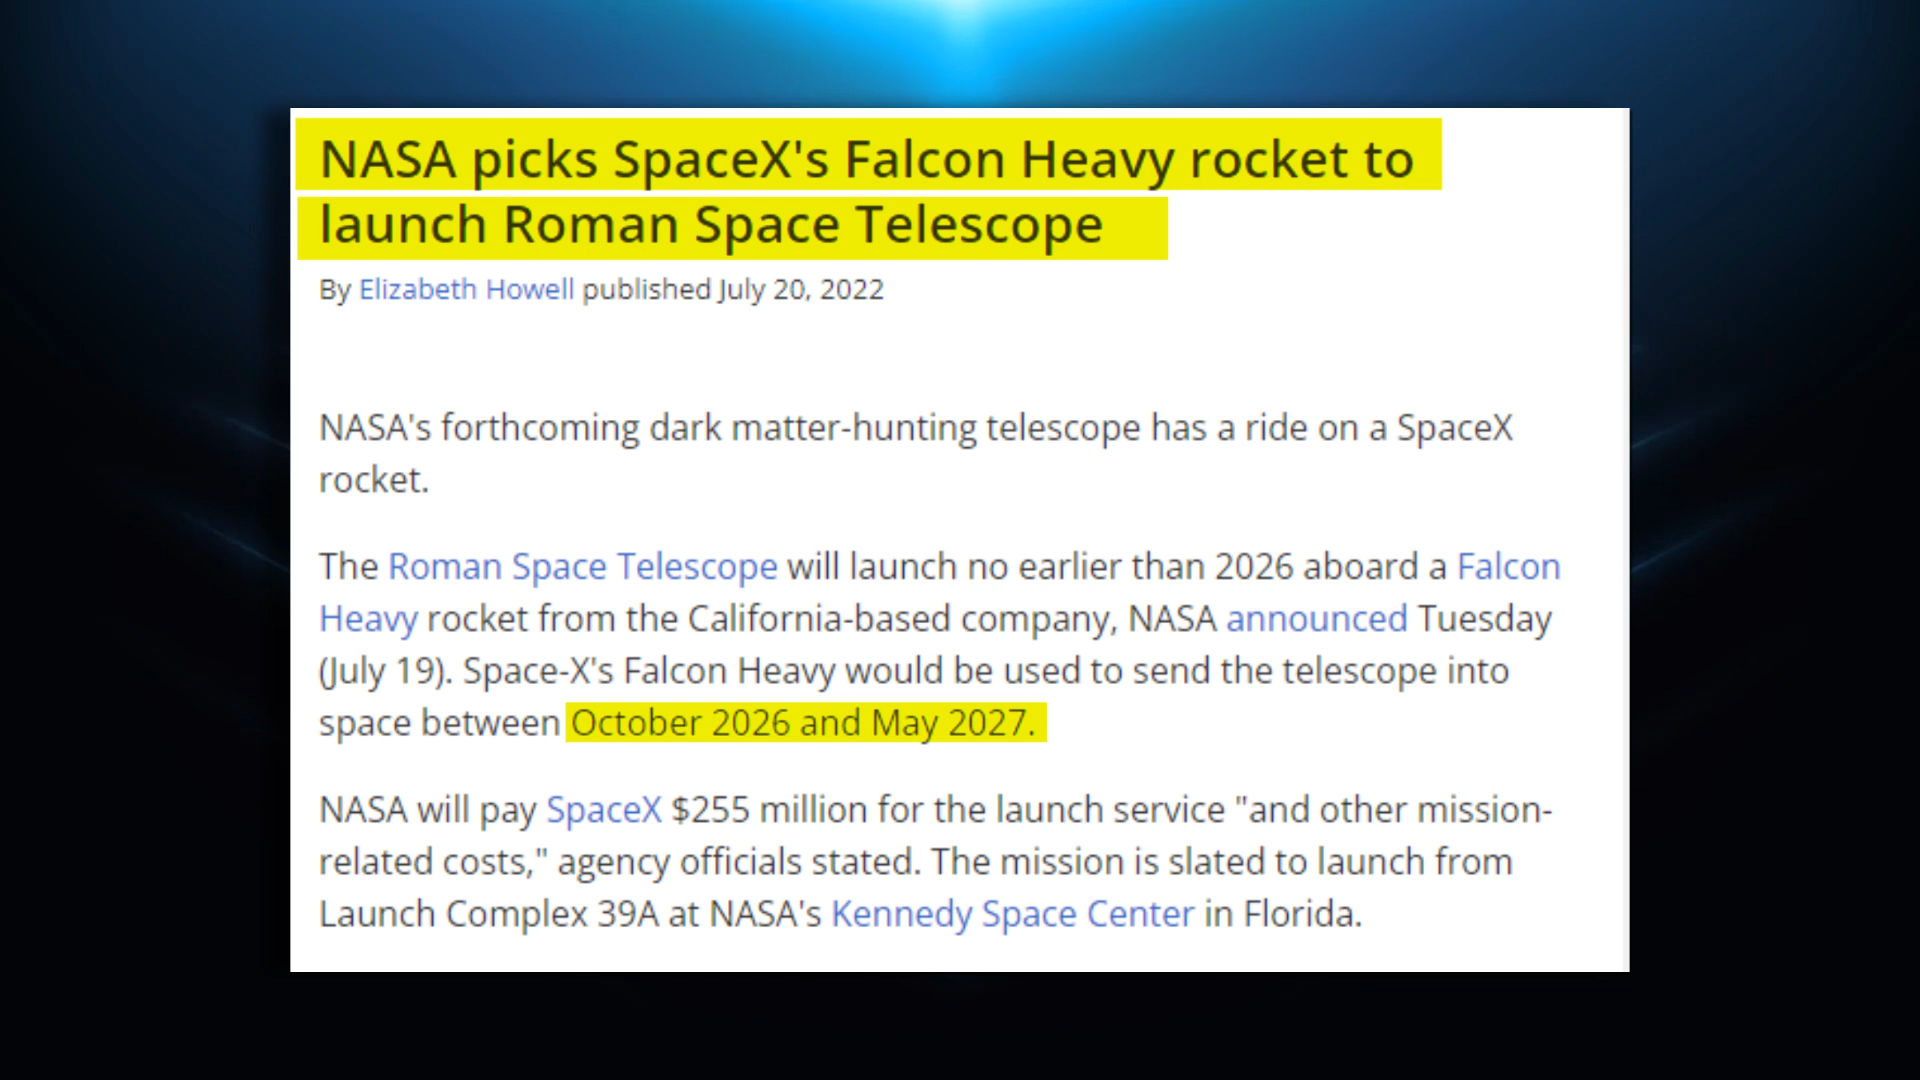 NASA picks SpaceX's Falcon Heavy rocket to
launch Roman Space Telescope
By Elizabeth Howell published July 20, 2022
NASA's forthcoming dark matter-hunting telescope has a ride on a SpaceX
rocket.
The Roman Space Telescope will launch no earlier than 2026 aboard a Falcon
Heavy rocket from the California-based company, NASA announced Tuesday
(July 19). Space-X's Falcon Heavy would be used to send the telescope into
space between October 2026 and May 2027.
NASA will pay SpaceX $255 million for the launch service "and other mission-
related costs," agency officials stated. The mission is slated to launch from
Launch Complex 39A at NASA's Kennedy Space Center in Florida.